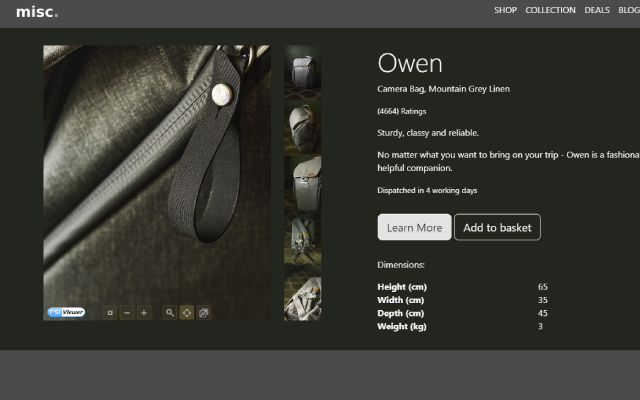 misc.
SHOP COLLECTION DEALS BLOG
Owen
Camera Bag, Mountain Grey Linen
(4664) Ratings
Sturdy, classy and reliable.
No matter what you want to bring on your trip - Owen is a fashiona
helpful companion.
Dispatched in 4 working days
Learn More Add to basket
Dimensions:
Height (cm) 65
Width (cm) 35
Depth (cm) 45
Weight (kg) 3
Viewer